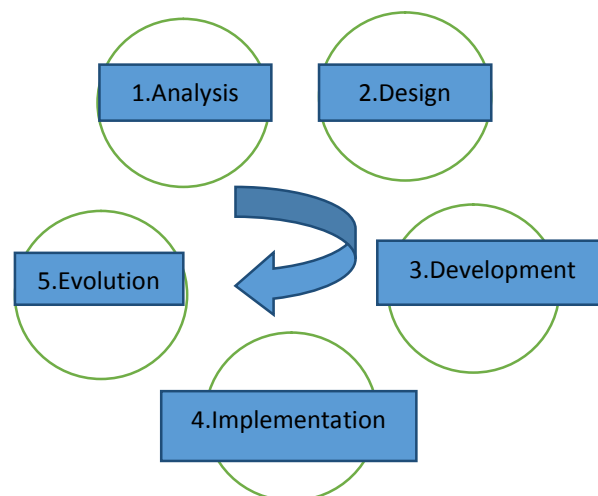 1.Analysis
2.Design
3.Development
4.Implementation
5.Evolution